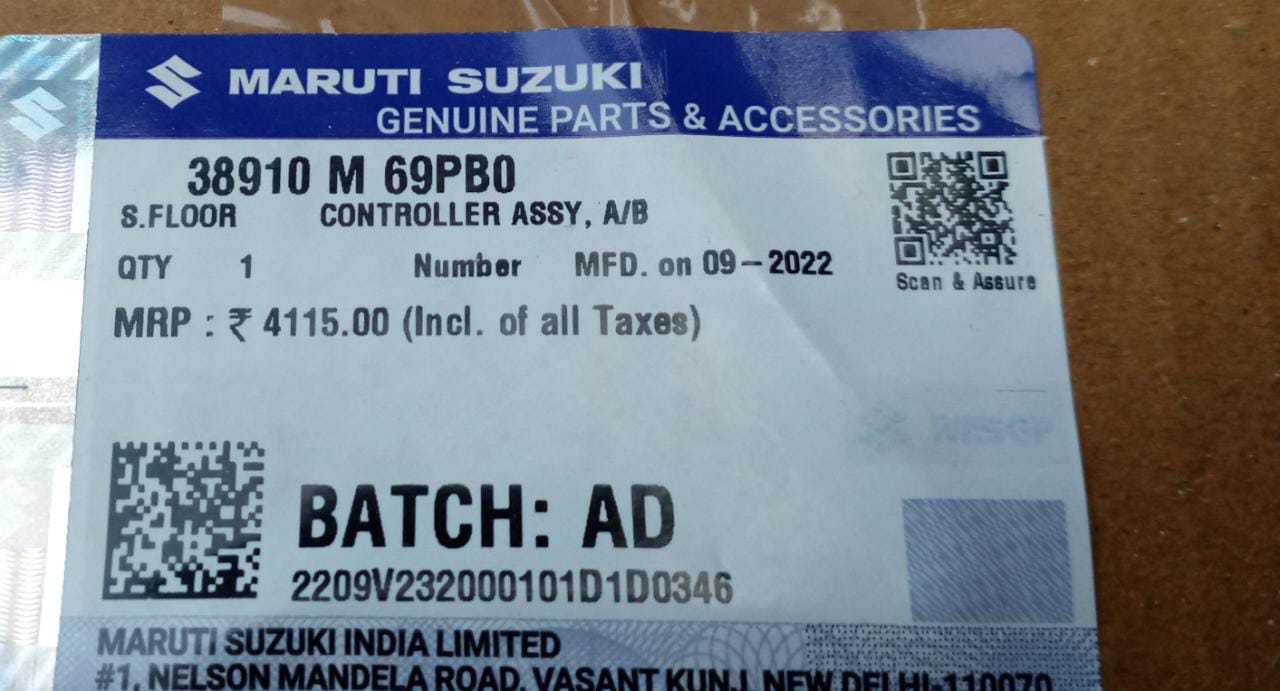 MARUTI SUZUKI
GENUINE PARTS & ACCESSORIES
38910 M 69PB0
S.FLOOR CONTROLLER ASSY, A/B
QTY 1 Number MFD. on 09-2022
Scan & Assure
MRP : ₹ 4115.00 (Incl. of all Taxes)
BATCH: AD
2209V232000101D1D0346
MARUTI SUZUKI INDIA LIMITED
#1, NELSON MANDELA ROAD, VASANT KUNJ, NEW DELHI-110070